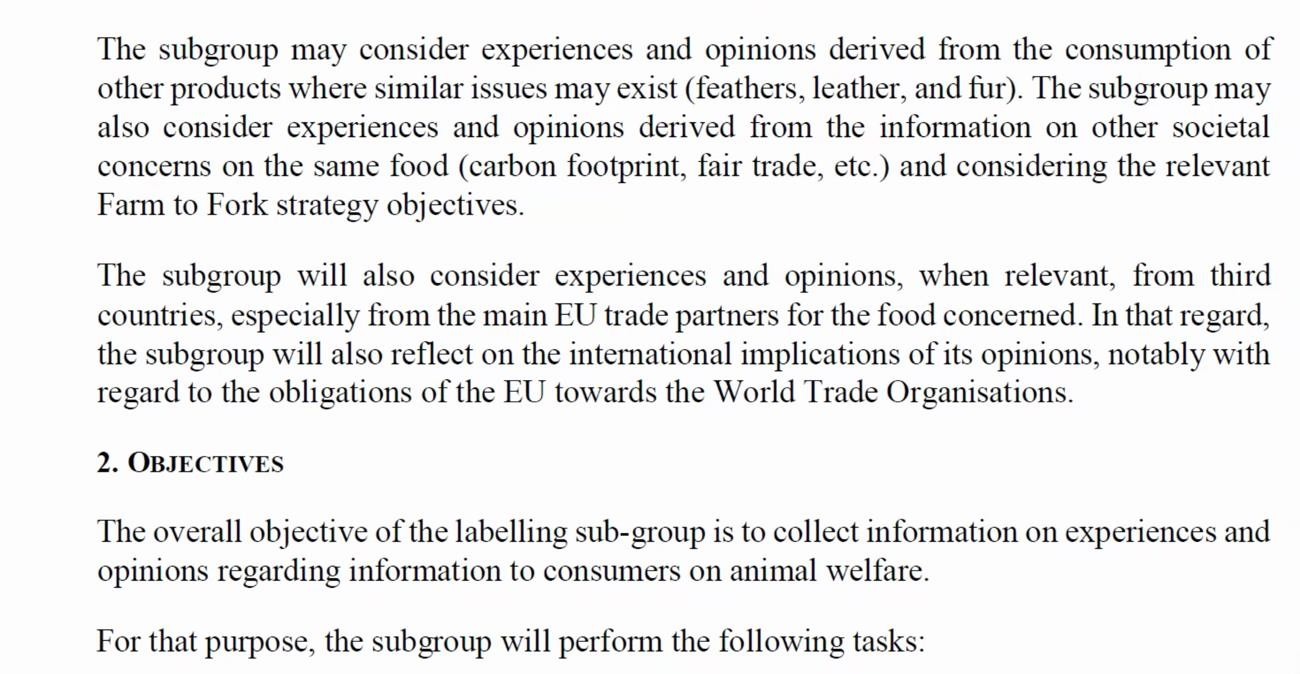 The subgroup may consider experiences and opinions derived from the consumption of
other products where similar issues may exist (feathers, leather, and fur). The subgroup may
also consider experiences and opinions derived from the information on other societal
concerns on the same food (carbon footprint, fair trade, etc.) and considering the relevant
Farm to Fork strategy objectives.
The subgroup will also consider experiences and opinions, when relevant, from third
countries, especially from the main EU trade partners for the food concerned. In that regard,
the subgroup will also reflect on the international implications of its opinions, notably with
regard to the obligations of the EU towards the World Trade Organisations.
2. OBJECTIVES
The overall objective of the labelling sub-group is to collect information on experiences and
opinions regarding information to consumers on animal welfare.
For that purpose, the subgroup will perform the following tasks: